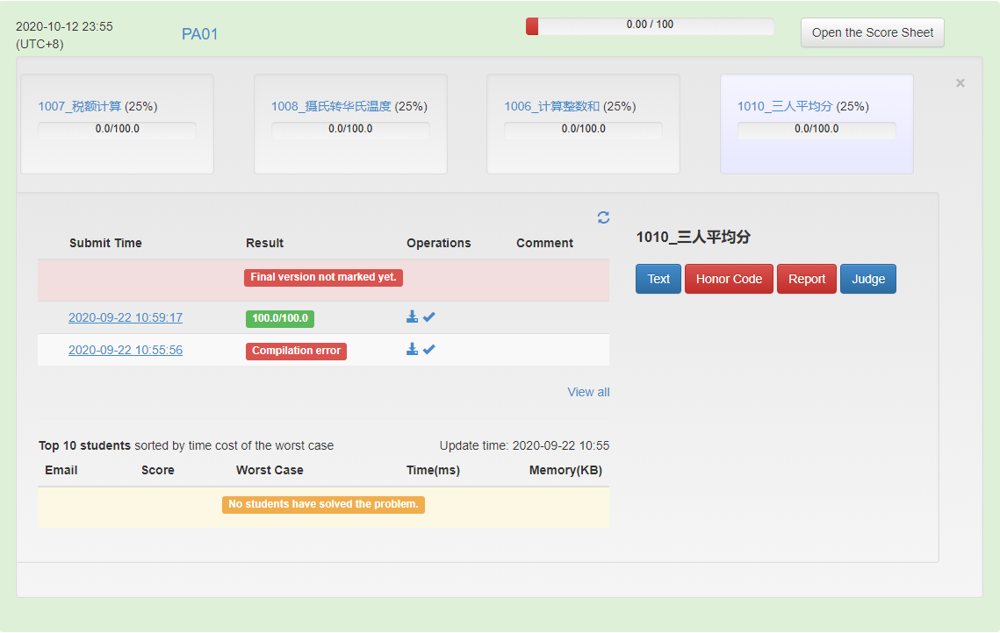 2020-10-12 23:55
(UTC+8)
PA01
0.00 / 100
Open the Score Sheet
×
1007_税额计算 (25%)
0.0/100.0
1008_摄氏转华氏温度 (25%)
0.0/100.0
1006_计算整数和 (25%)
0.0/100.0
1010_三人平均分 (25%)
0.0/100.0
Submit Time Result Operations Comment
Final version not marked yet.
2020-09-22 10:59:17 100.0/100.0
2020-09-22 10:55:56 Compilation error
View all
1010_三人平均分
Text Honor Code Report Judge
Top 10 students sorted by time cost of the worst case Update time: 2020-09-22 10:55
Email Score Worst Case Time(ms) Memory(KB)
No students have solved the problem.